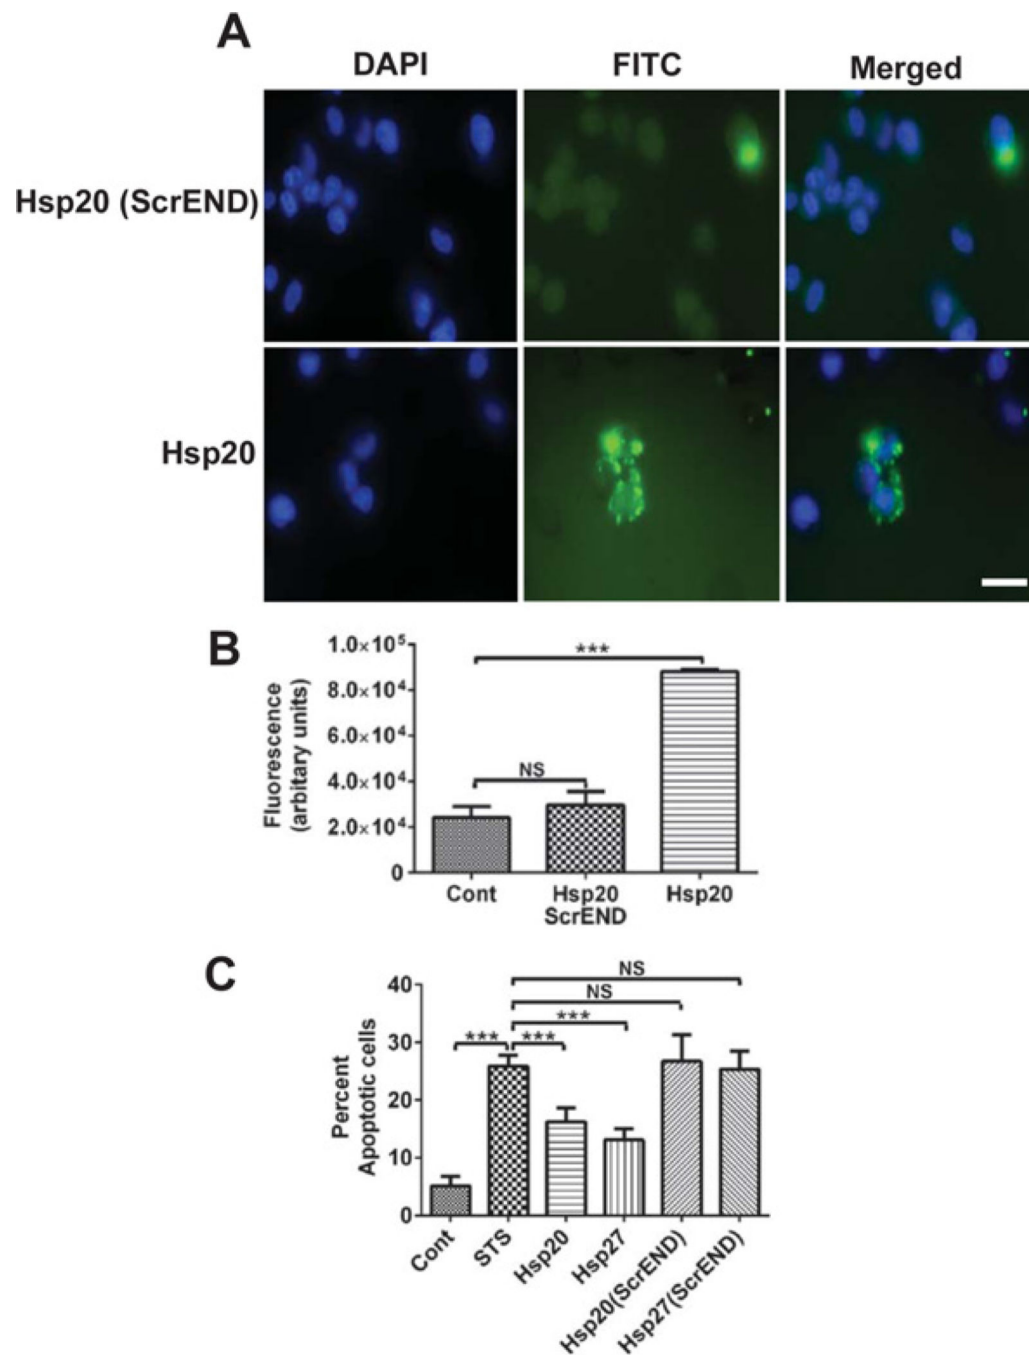 A
DAPI FITC Merged
Hsp20 (ScrEND)
Hsp20
B
Fluorescence
(arbitary units)
1.0×10⁵
8.0×10⁴
6.0×10⁴
4.0×10⁴
2.0×10⁴
0
***
NS
Cont Hsp20 ScrEND Hsp20
C
Percent
Apoptotic cells
40
30
20
10
0
NS
NS
***
*** ***
Cont STS Hsp20 Hsp27 Hsp20(ScrEND) Hsp27(ScrEND)